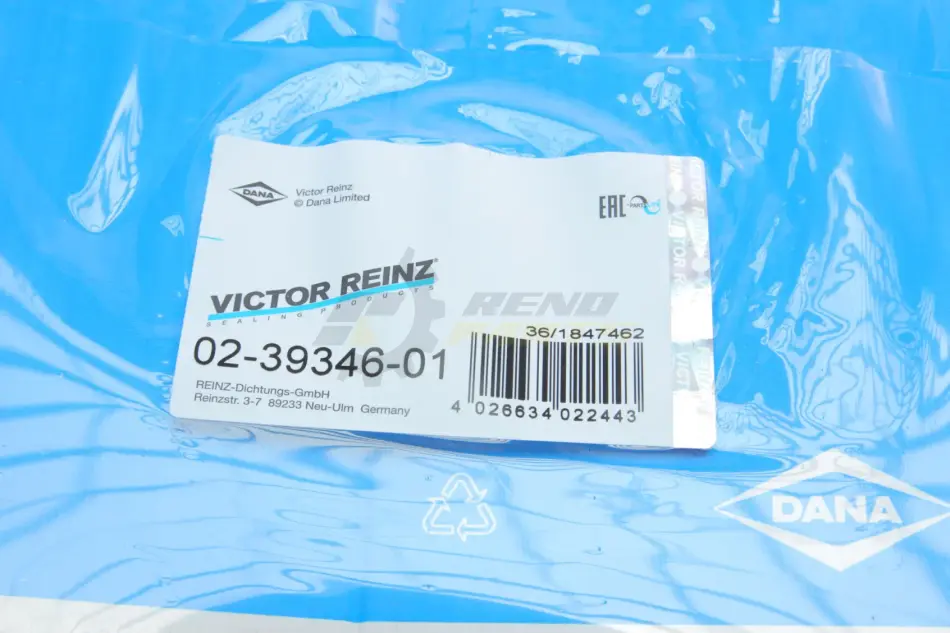 DANA
Victor Reinz
© Dana Limited
EAC
VICTOR REINZ®
SEALING PRODUCTS
RENO
02-39346-01
36/1847462
REINZ-Dichtungs-GmbH
Reinzstr. 3-7 89233 Neu-Ulm Germany
4 026634 022443
DANA